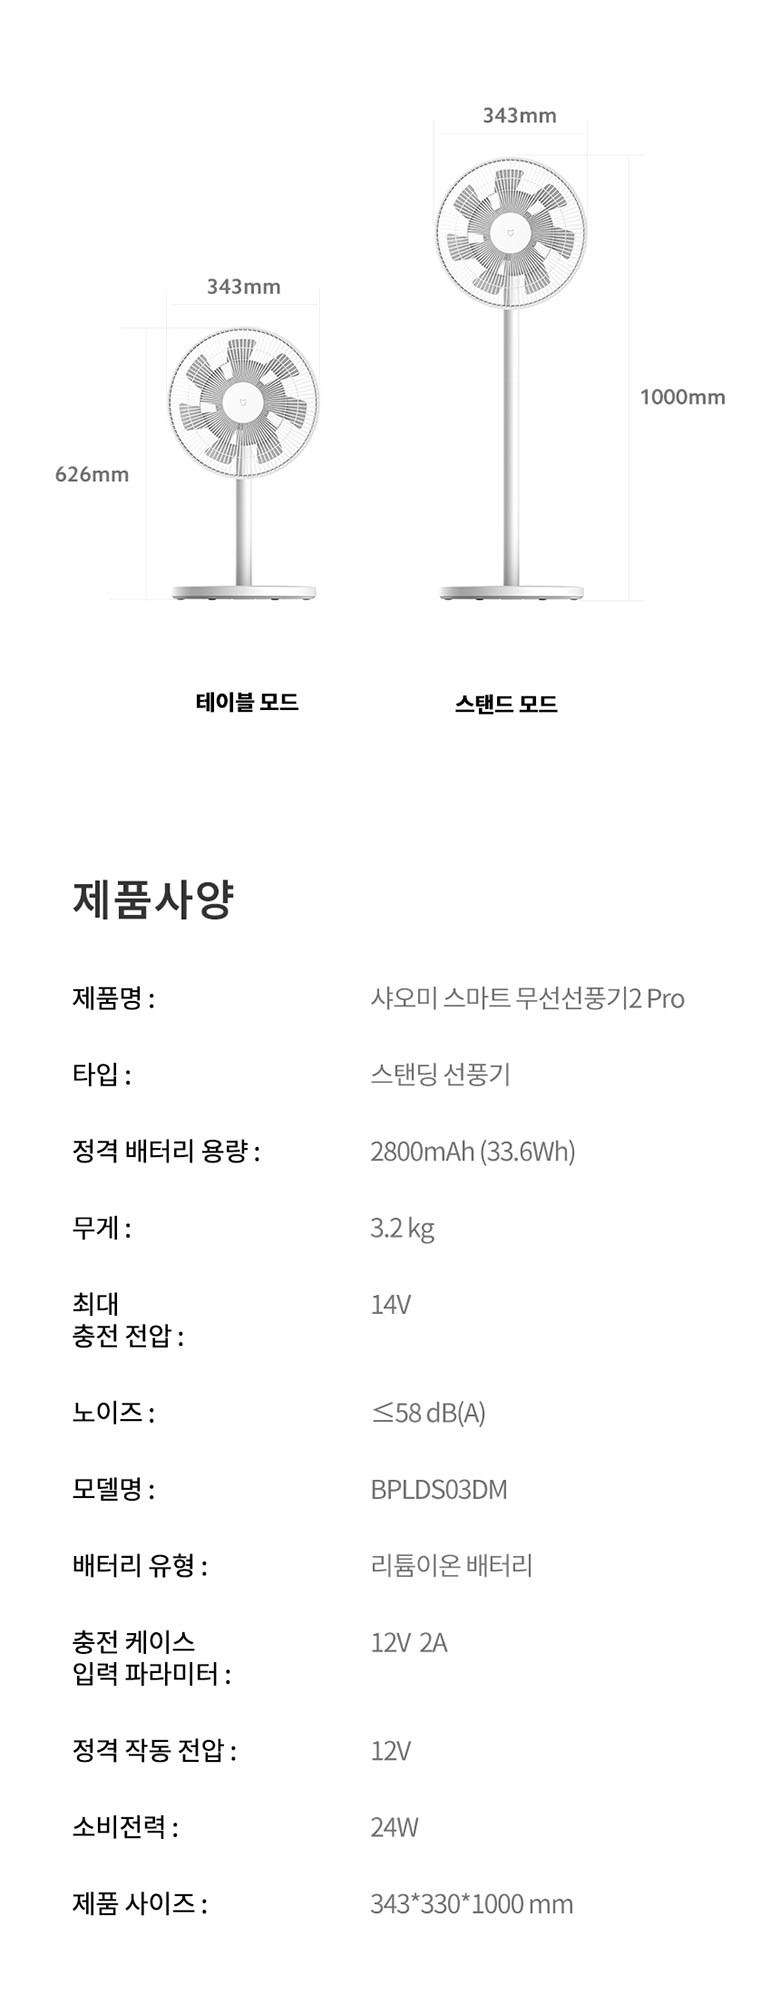 343mm
343mm
1000mm
626mm
테이블 모드
스탠드 모드
제품사양
제품명 : 샤오미 스마트 무선선풍기2 Pro
타입 : 스탠딩 선풍기
정격 배터리 용량 : 2800mAh (33.6Wh)
무게 : 3.2 kg
최대 14V
충전 전압 :
노이즈 : ≤58 dB(A)
모델명 : BPLDS03DM
배터리 유형 : 리튬이온 배터리
충전 케이스 12V 2A
입력 파라미터 :
정격 작동 전압 : 12V
소비전력 : 24W
제품 사이즈 : 343*330*1000 mm